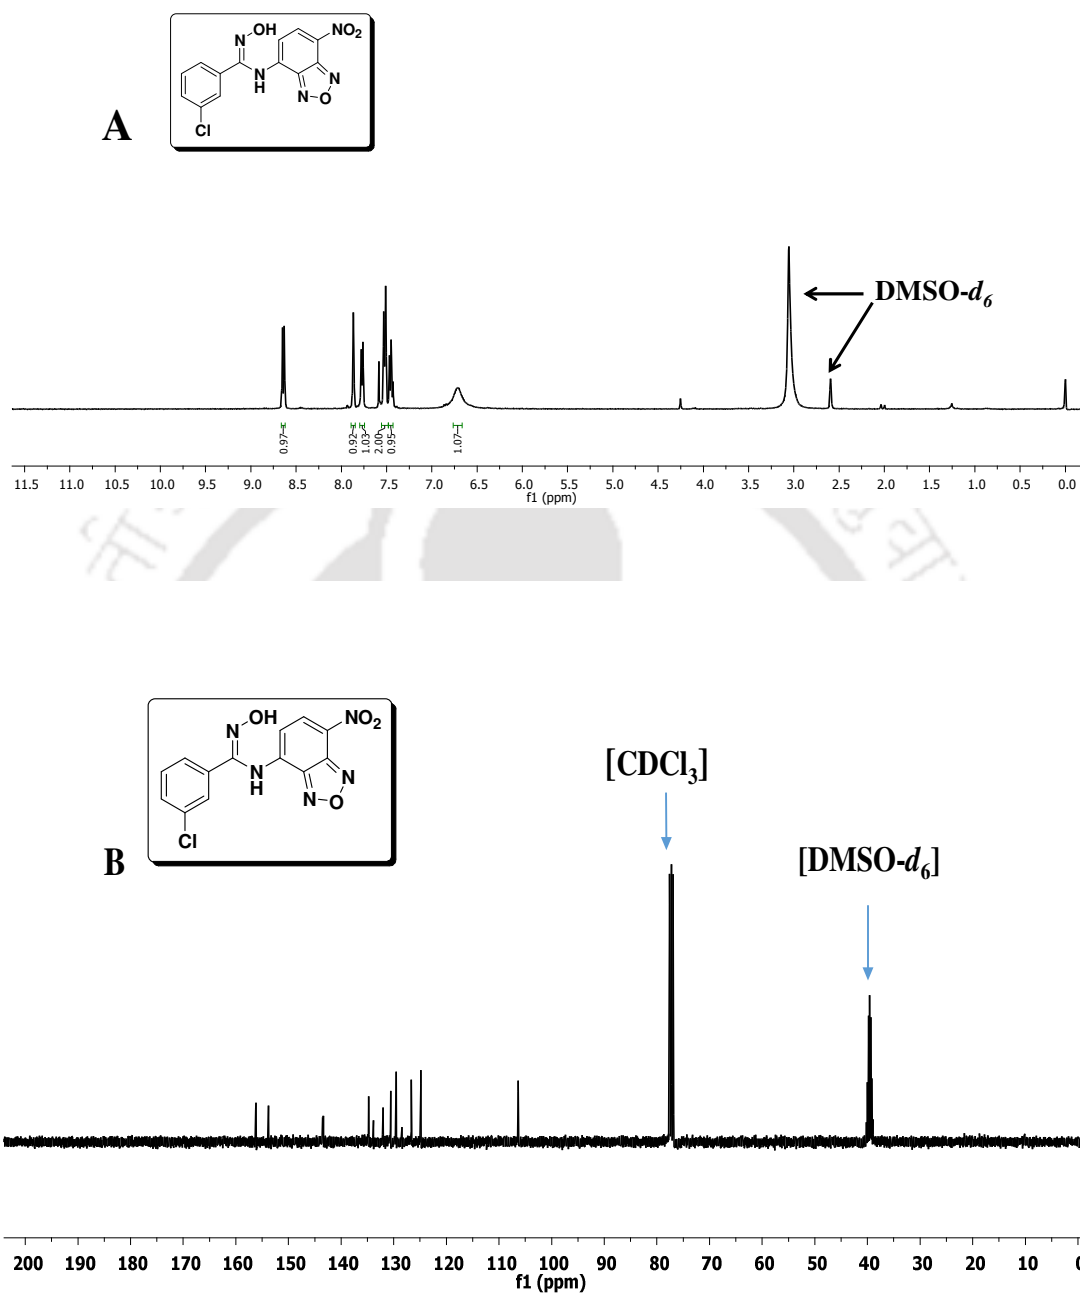 A
N OH NO2
N H N N O
Cl
DMSO-d6
0.97 0.92 1.03 2.00 0.95 1.07
11.5 11.0 10.5 10.0 9.5 9.0 8.5 8.0 7.5 7.0 6.5 6.0 5.5 5.0 4.5 4.0 3.5 3.0 2.5 2.0 1.5 1.0 0.5 0.0
f1 (ppm)
B
N OH NO2
N H N N O
Cl
[CDCl3]
[DMSO-d6]
200 190 180 170 160 150 140 130 120 110 100 90 80 70 60 50 40 30 20 10 0
f1 (ppm)